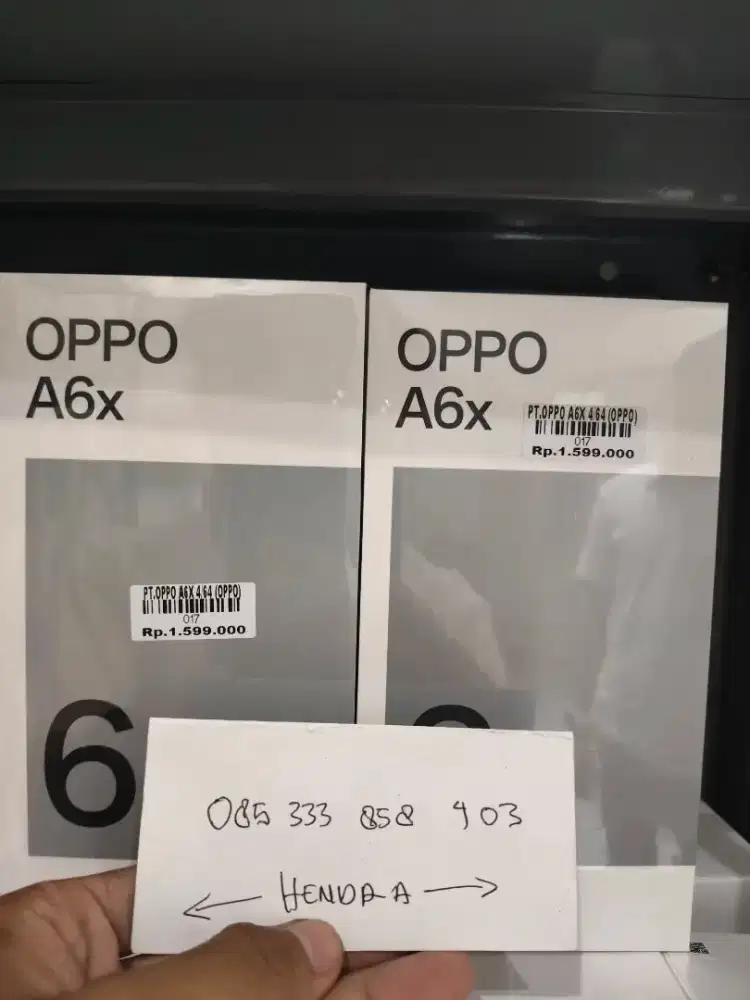 OPPO
A6x
PT.OPPO A6X 4.64 (OPPO)
017
Rp.1.599.000
6
OPPO
A6x
PT.OPPO A6X 4.64 (OPPO)
017
Rp.1.599.000
085 333 858 903
HENDRA